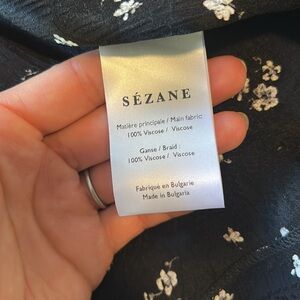 SÉZANE
Matière principale / Main fabric:
100% Viscose / Viscose
Ganse / Braid
100% Viscose / Viscose
Fabriqué en Bulgarie
Made in Bulgaria